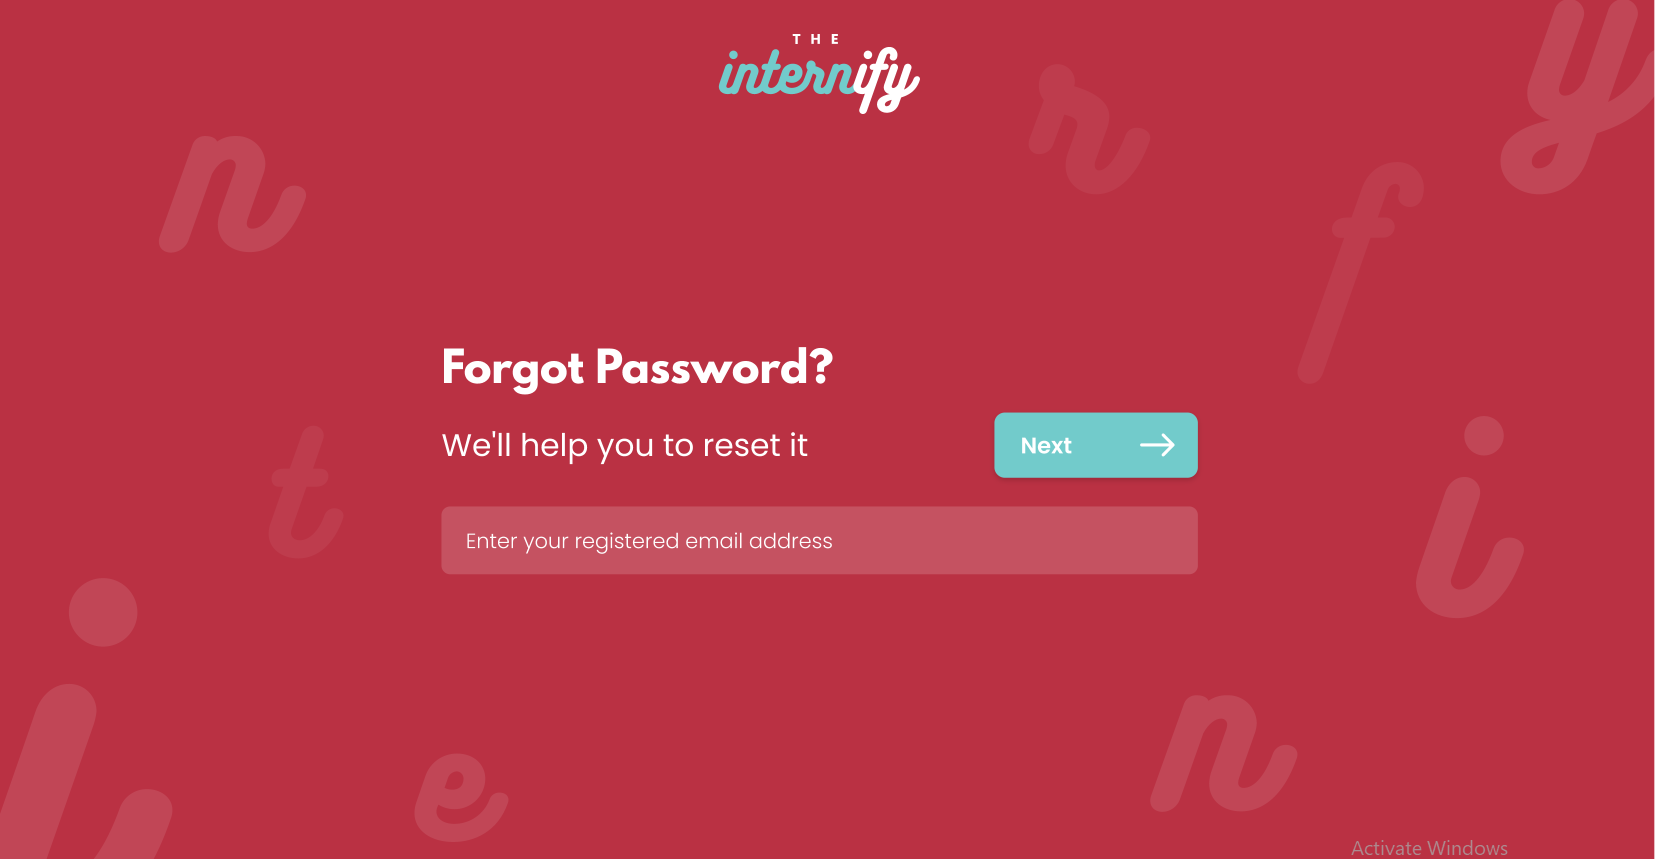 THE
internify
n
r
y
f
Forgot Password?
We'll help you to reset it
Next
Enter your registered email address
t
i
i
n
e
Activate Windows